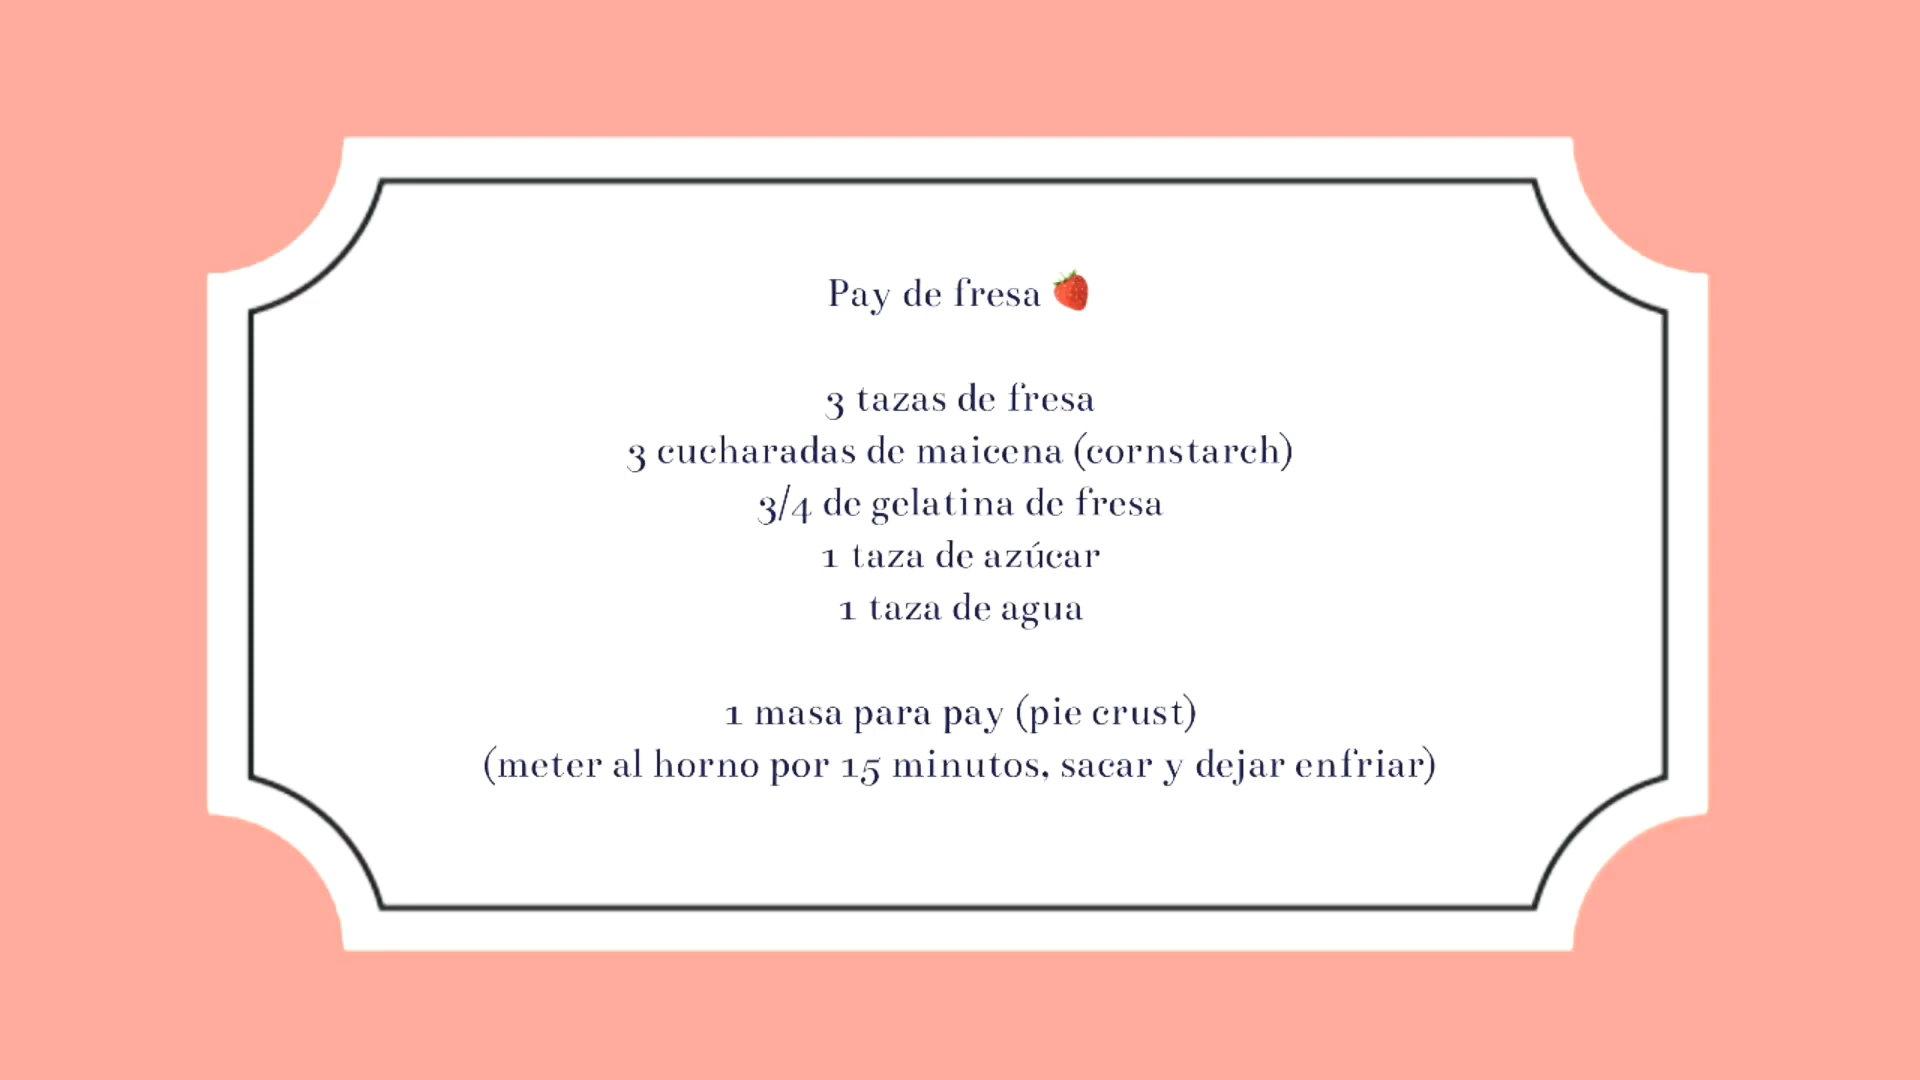 Pay de fresa 🍓
3 tazas de fresa
3 cucharadas de maicena (cornstarch)
3/4 de gelatina de fresa
1 taza de azúcar
1 taza de agua
1 masa para pay (pie crust)
(meter al horno por 15 minutos, sacar y dejar enfriar)